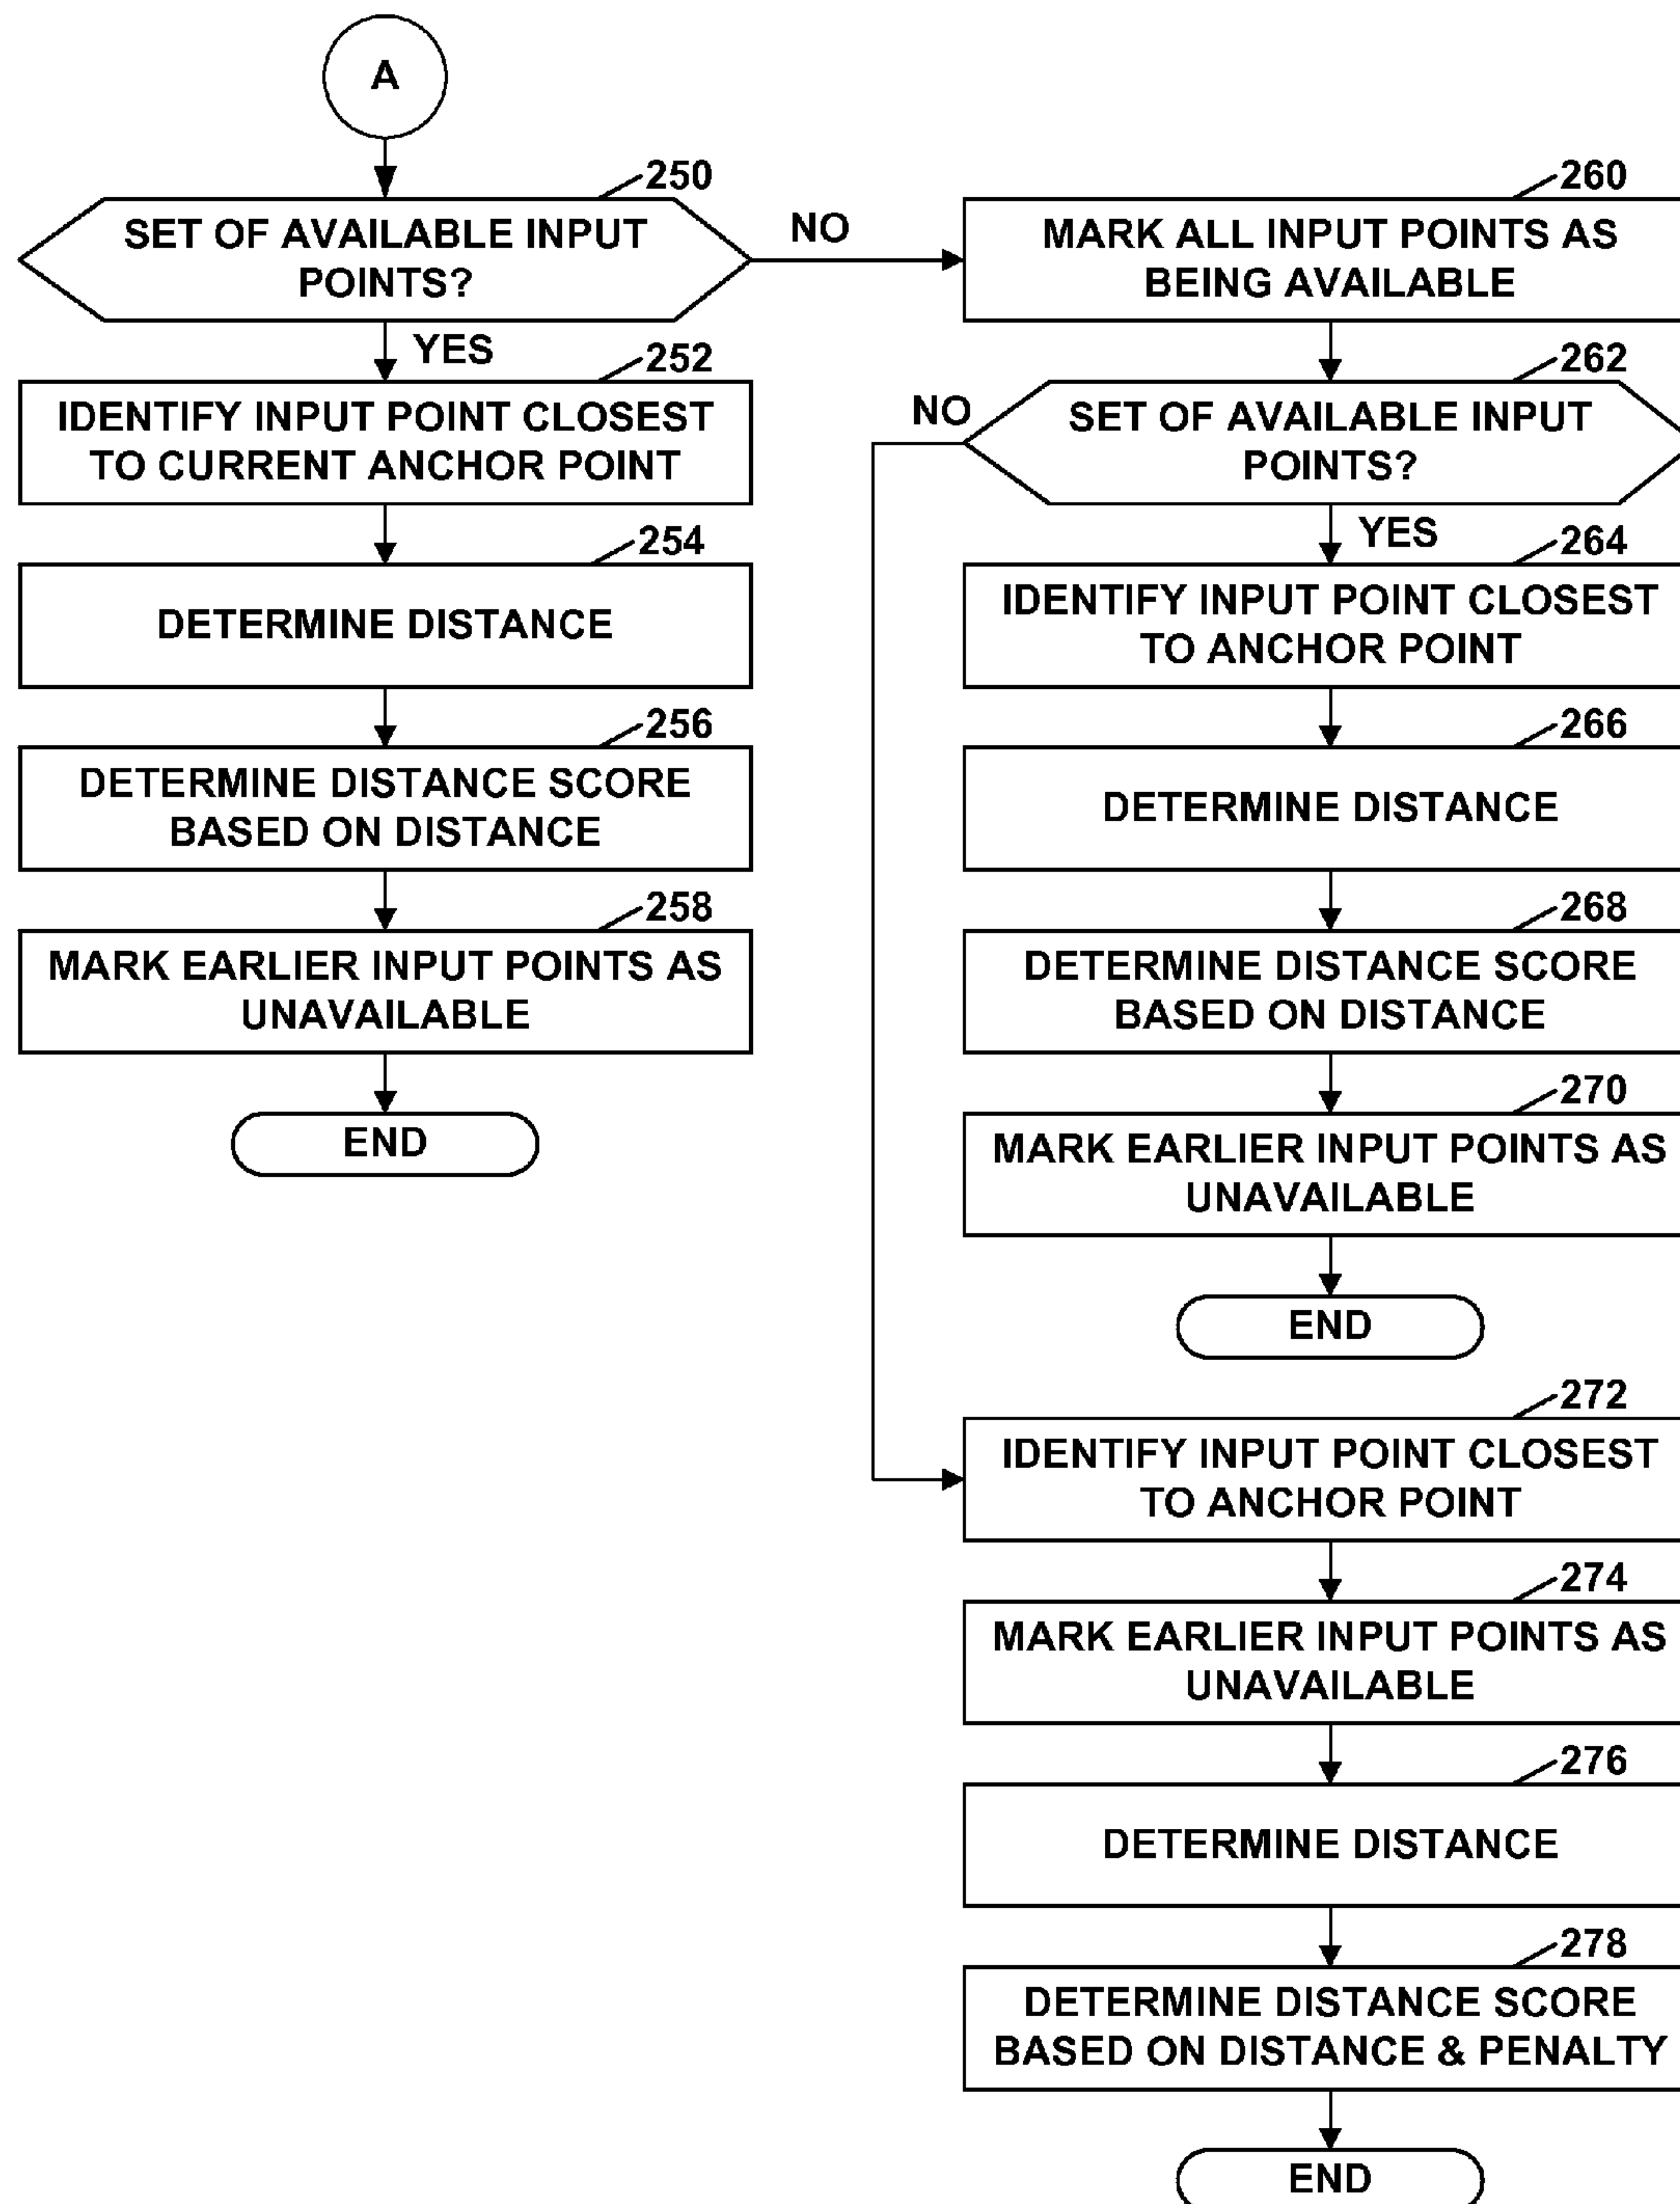 A
250
SET OF AVAILABLE INPUT
POINTS?
NO
YES
252
IDENTIFY INPUT POINT CLOSEST
TO CURRENT ANCHOR POINT
254
DETERMINE DISTANCE
256
DETERMINE DISTANCE SCORE
BASED ON DISTANCE
258
MARK EARLIER INPUT POINTS AS
UNAVAILABLE
END
260
MARK ALL INPUT POINTS AS
BEING AVAILABLE
262
NO
SET OF AVAILABLE INPUT
POINTS?
YES
264
IDENTIFY INPUT POINT CLOSEST
TO ANCHOR POINT
266
DETERMINE DISTANCE
268
DETERMINE DISTANCE SCORE
BASED ON DISTANCE
270
MARK EARLIER INPUT POINTS AS
UNAVAILABLE
END
272
IDENTIFY INPUT POINT CLOSEST
TO ANCHOR POINT
274
MARK EARLIER INPUT POINTS AS
UNAVAILABLE
276
DETERMINE DISTANCE
278
DETERMINE DISTANCE SCORE
BASED ON DISTANCE & PENALTY
END